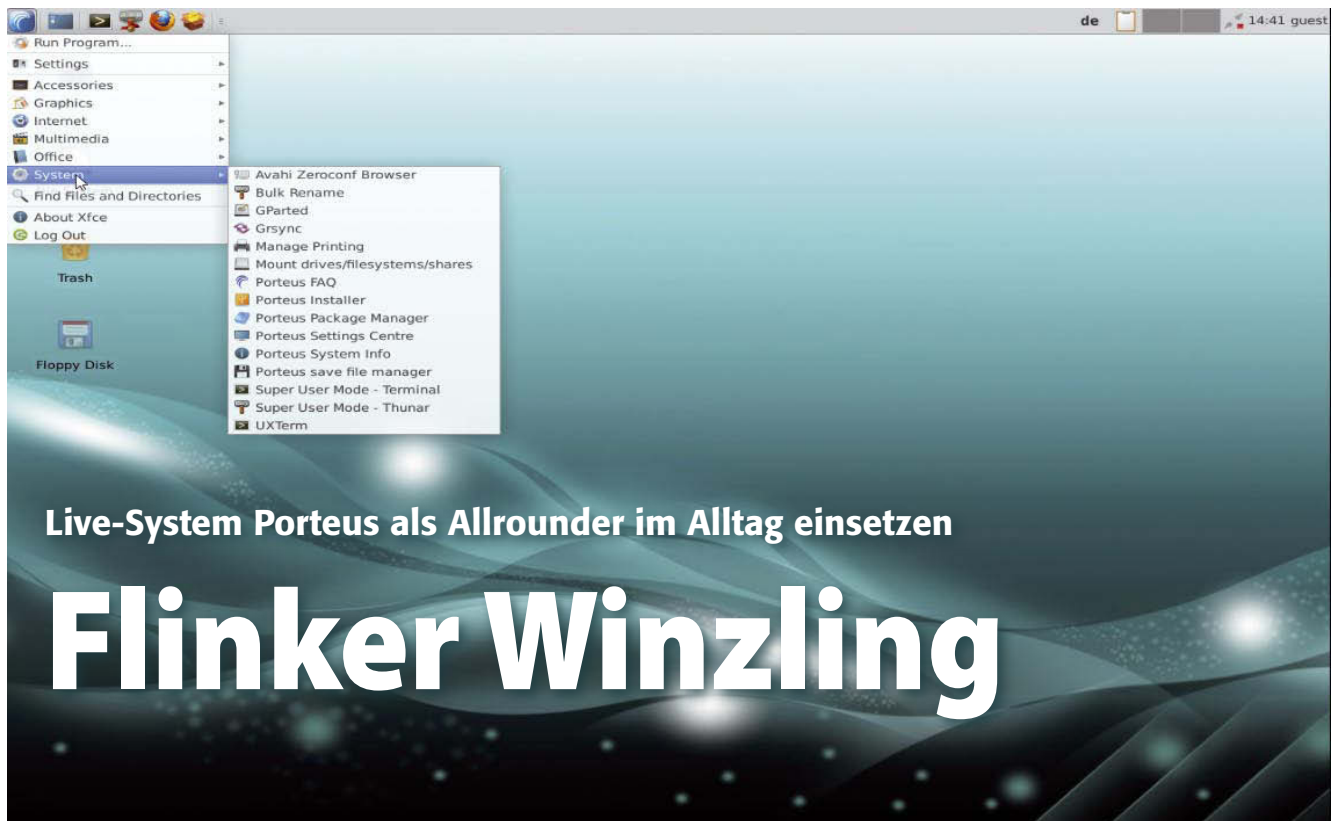 de
14:41 guest
Run Program...
Settings
Accessories
Graphics
Internet
Multimedia
Office
System
Find Files and Directories
About Xfce
Log Out
Avahi Zeroconf Browser
Bulk Rename
GParted
Grsync
Manage Printing
Mount drives/filesystems/shares
Porteus FAQ
Porteus Installer
Porteus Package Manager
Porteus Settings Centre
Porteus System Info
Porteus save file manager
Super User Mode - Terminal
Super User Mode - Thunar
UXTerm
Trash
Floppy Disk
Live-System Porteus als Allrounder im Alltag einsetzen
Flinker Winzling